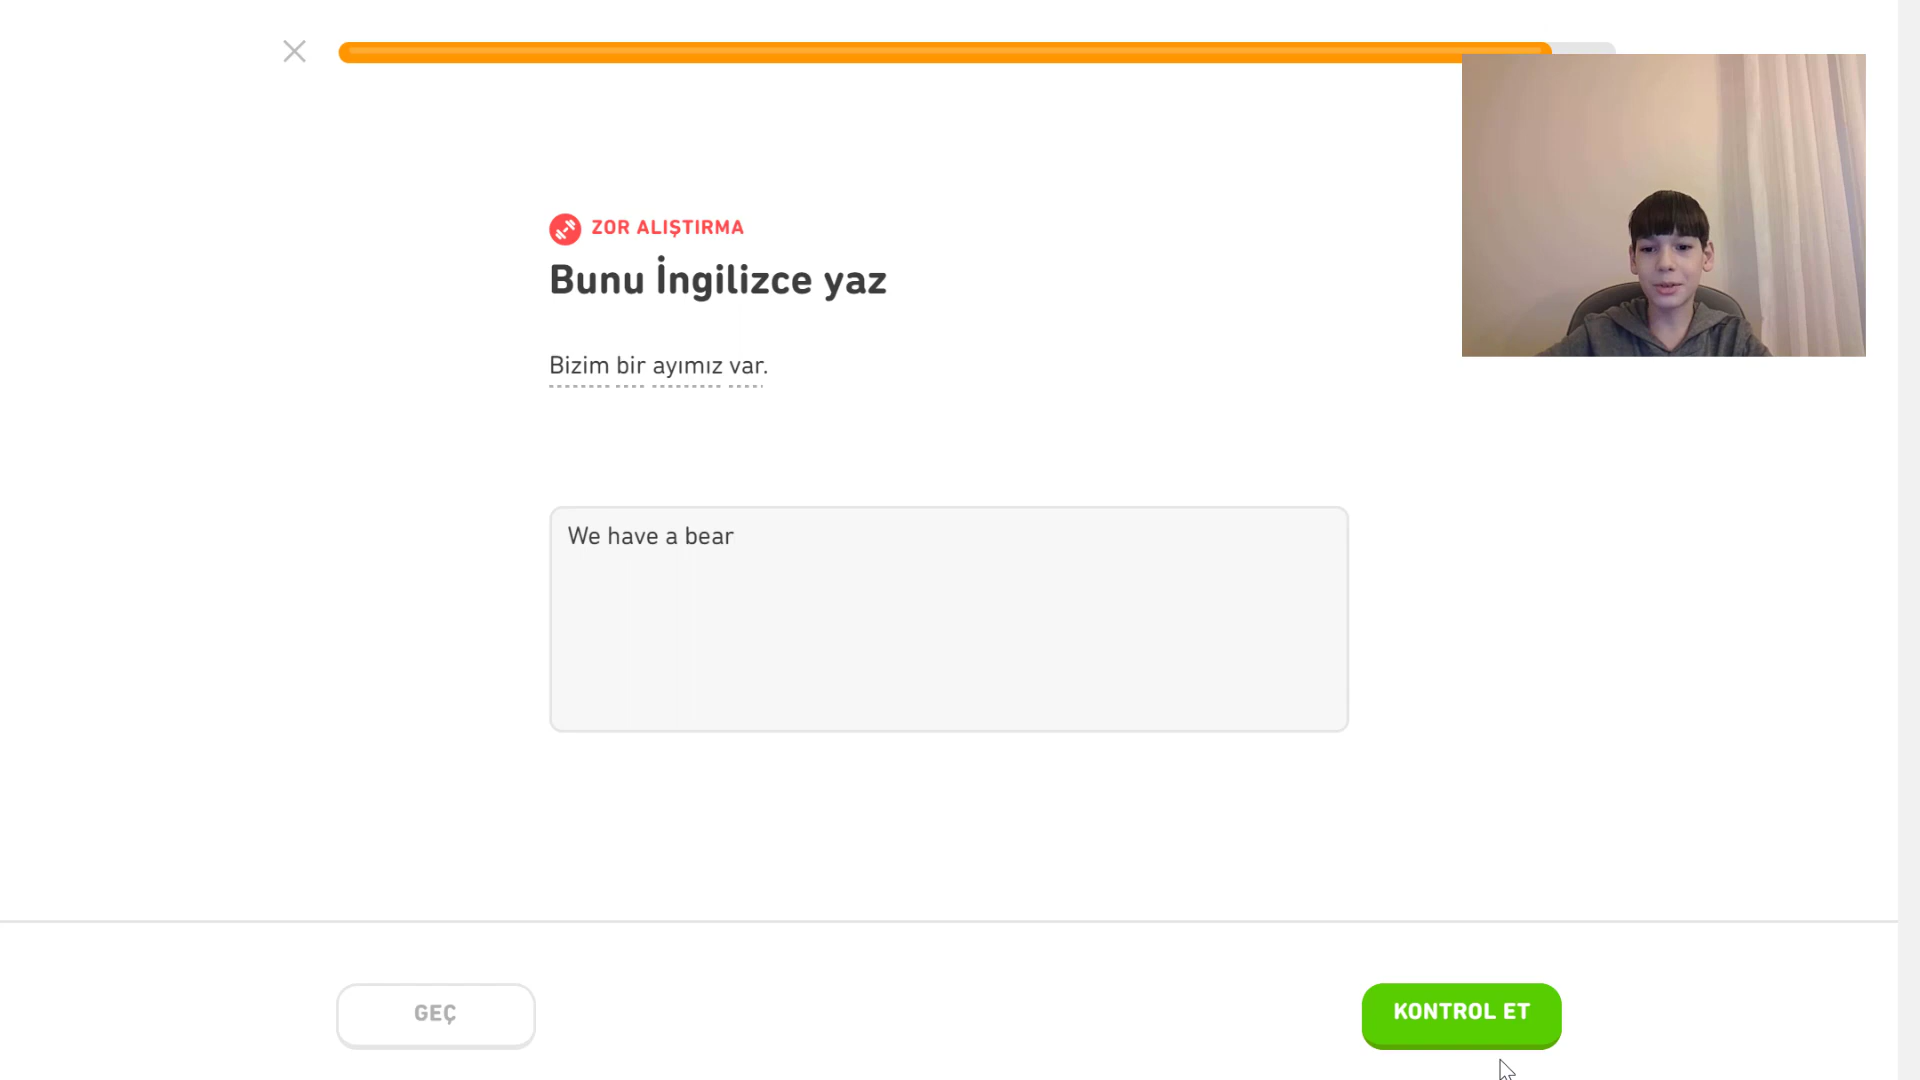 ZOR ALIŞTIRMA
Bunu İngilizce yaz
Bizim bir ayımız var.
We have a bear
GEÇ
KONTROL ET